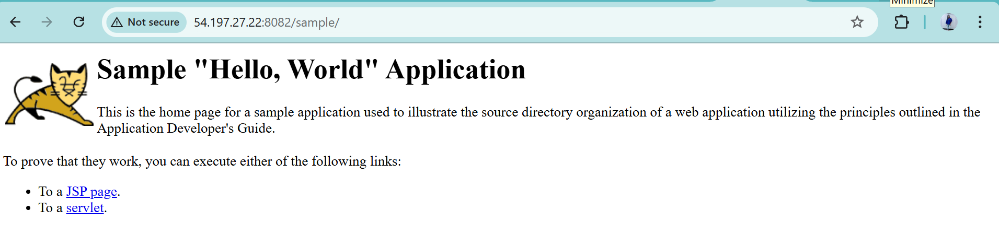 Minimize
Not secure
54.197.27.22:8082/sample/
Sample "Hello, World" Application
This is the home page for a sample application used to illustrate the source directory organization of a web application utilizing the principles outlined in the
Application Developer's Guide.
To prove that they work, you can execute either of the following links:
• To a JSP page.
• To a servlet.